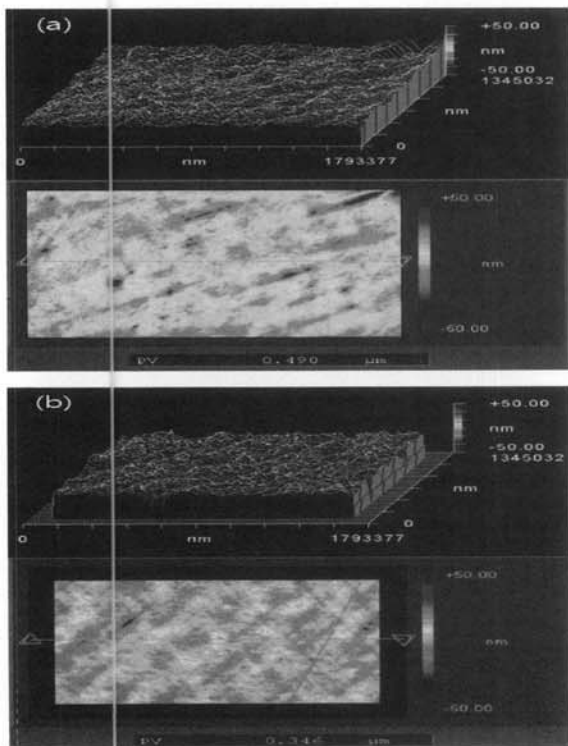 (a)
+50.00
nm
-50.00
1345032
nm
0
0 nm 1793377
+50.00
nm
-50.00
PV 0.490 μm
(b)
+50.00
nm
-50.00
1345032
nm
0
0 nm 1793377
+50.00
nm
-50.00
PV 0.346 μm